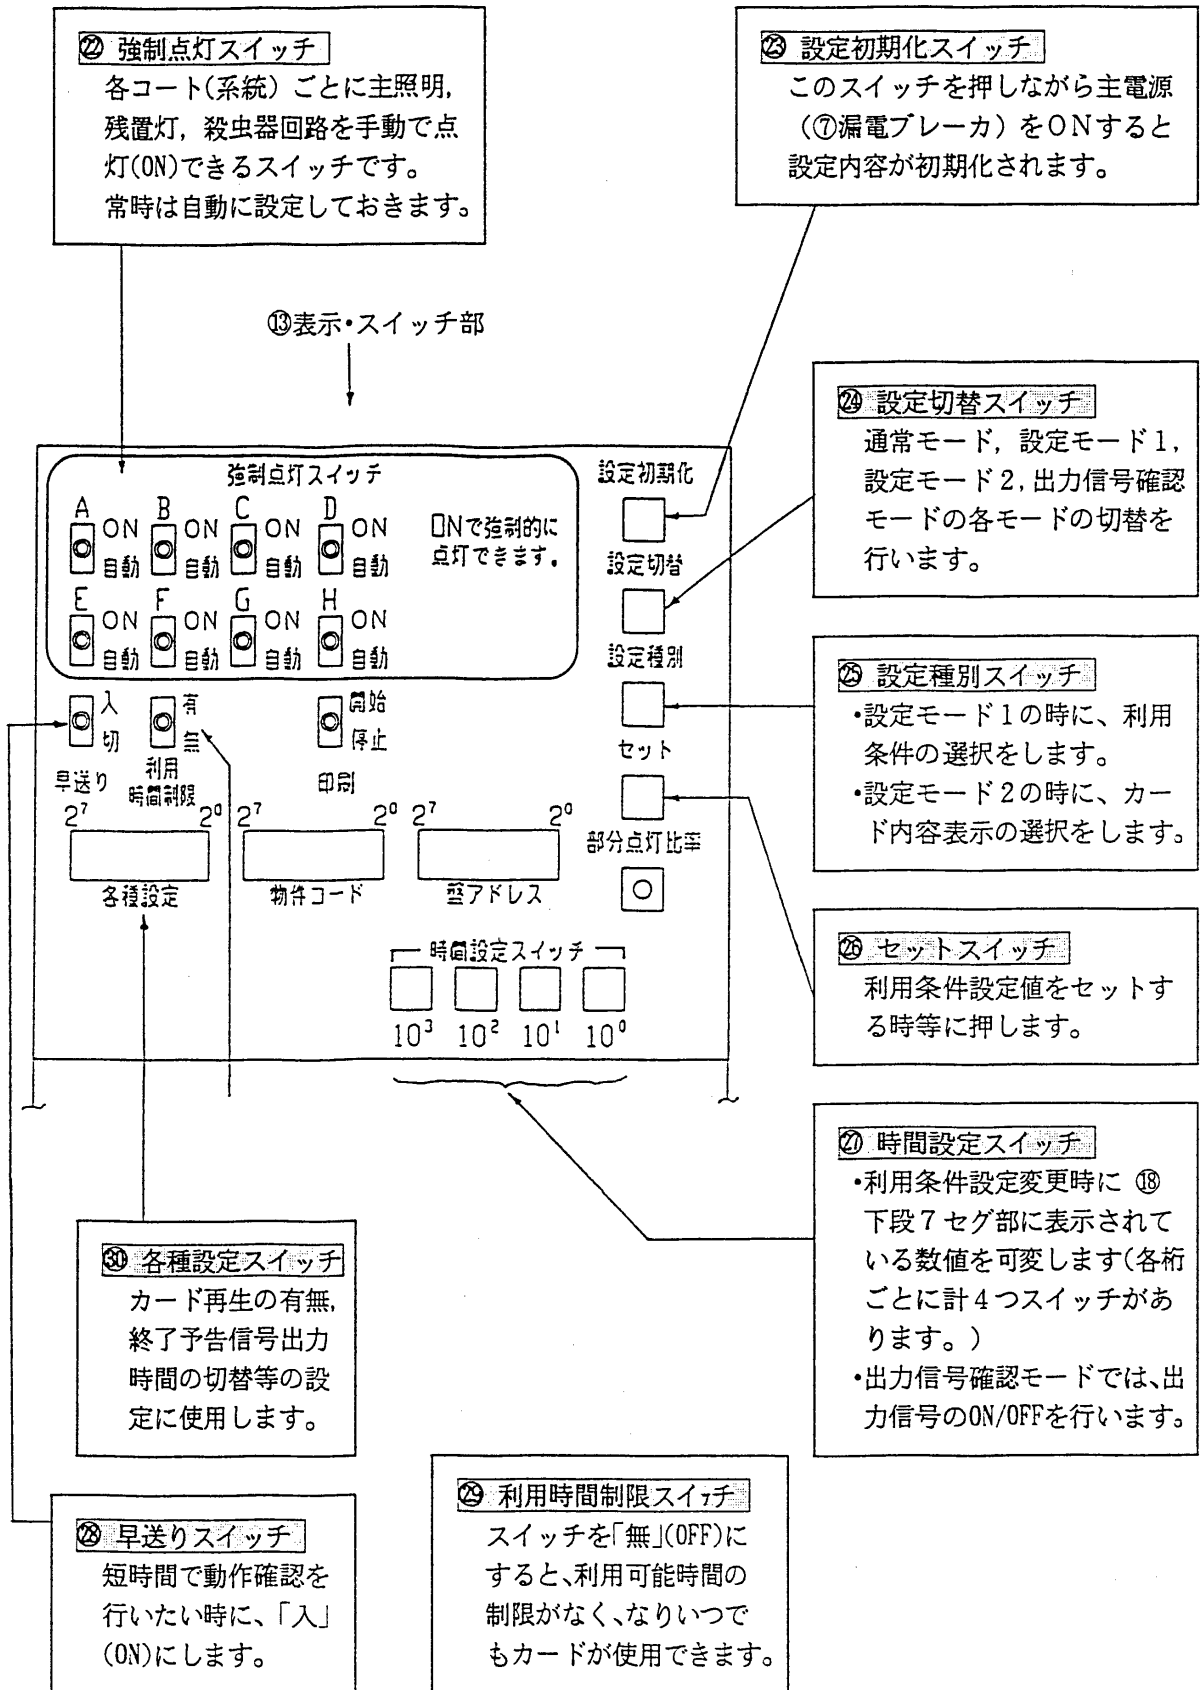 ㉒ 強制点灯スイッチ
各コート(系統) ごとに主照明,
残置灯, 殺虫器回路を手動で点
灯(ON)できるスイッチです。
常時は自動に設定しておきます。
㉓ 設定初期化スイッチ
このスイッチを押しながら主電源
(⑦漏電ブレーカ) をONすると
設定内容が初期化されます。
⑬表示・スイッチ部
㉔ 設定切替スイッチ
通常モード, 設定モード1,
設定モード2, 出力信号確認
モードの各モードの切替を
行います。
強制点灯スイッチ
A ON 自動
B ON 自動
C ON 自動
D ON 自動
ONで強制的に
点灯できます。
E ON 自動
F ON 自動
G ON 自動
H ON 自動
設定初期化
設定切替
設定種別
セット
部分点灯比率
入
切
早送り
有
無
利用
時間制限
開始
停止
印刷
2⁷ 2⁰
各種設定
2⁷ 2⁰
物件コード
2⁷ 2⁰
盤アドレス
時間設定スイッチ
10³ 10² 10¹ 10⁰
㉕ 設定種別スイッチ
・設定モード1の時に、利用
条件の選択をします。
・設定モード2の時に、カー
ド内容表示の選択をします。
㉖ セットスイッチ
利用条件設定値をセットす
る時等に押します。
㉗ 時間設定スイッチ
・利用条件設定変更時に ⑱
下段7セグ部に表示されて
いる数値を可変します(各桁
ごとに計4つスイッチがあ
ります。)
・出力信号確認モードでは、出
力信号のON/OFFを行います。
㉚ 各種設定スイッチ
カード再生の有無,
終了予告信号出力
時間の切替等の設
定に使用します。
㉘ 早送りスイッチ
短時間で動作確認を
行いたい時に、「入」
(ON)にします。
㉙ 利用時間制限スイッチ
スイッチを「無」(OFF)に
すると、利用可能時間の
制限がなく、なりいつで
もカードが使用できます。